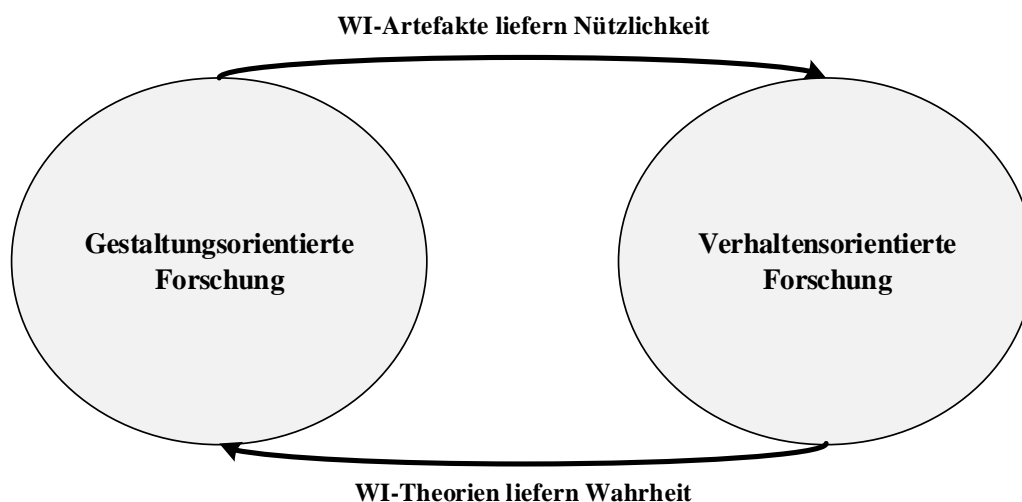 WI-Artefakte liefern Nützlichkeit
Gestaltungsorientierte
Forschung
Verhaltensorientierte
Forschung
WI-Theorien liefern Wahrheit